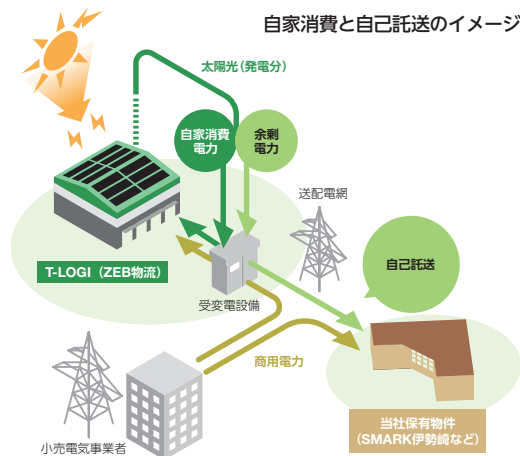 自家消費と自己託送のイメージ
太陽光（発電分）
自家消費
電力
余剰
電力
送配電網
自己託送
T-LOGI（ZEB物流）
受変電設備
商用電力
小売電気事業者
当社保有物件
（SMARK伊勢崎など）